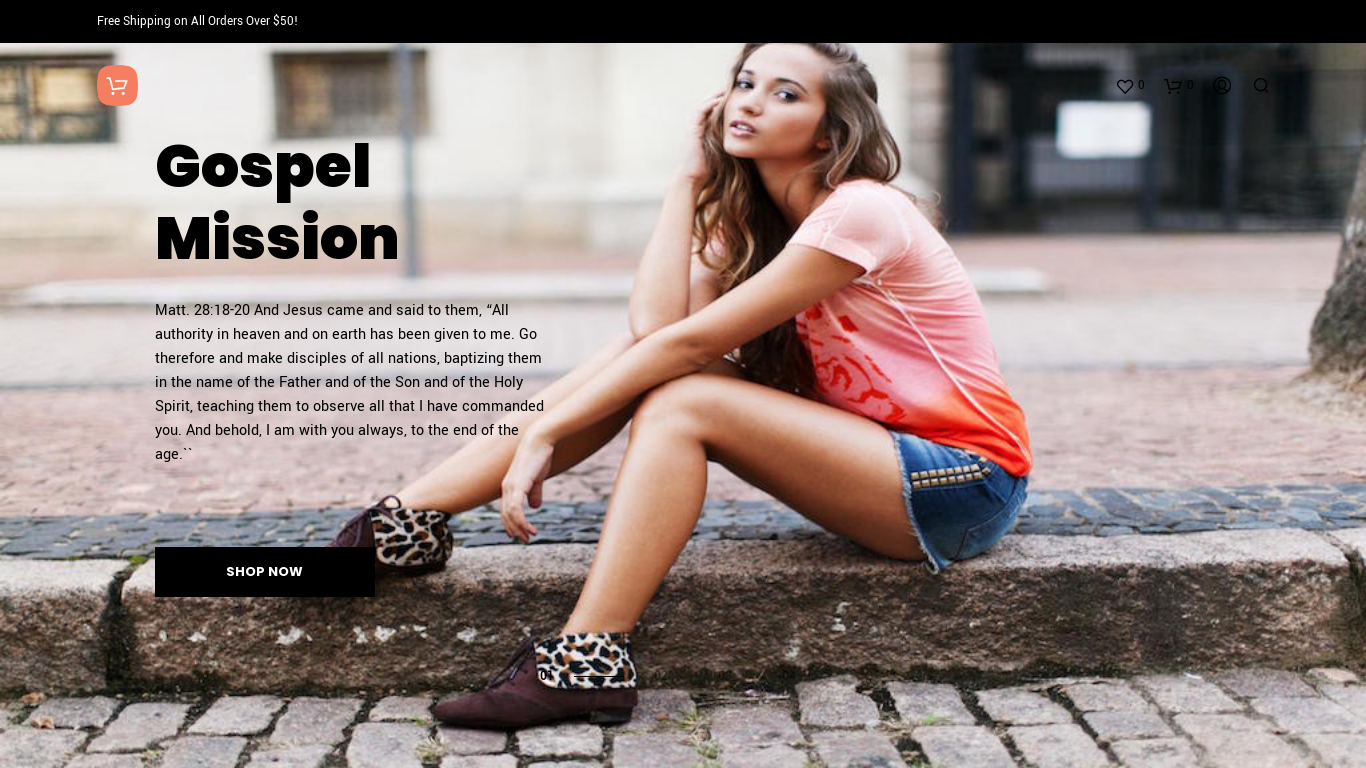 Free Shipping on All Orders Over $50!
0
0
Gospel
Mission
Matt. 28:18-20 And Jesus came and said to them, “All
authority in heaven and on earth has been given to me. Go
therefore and make disciples of all nations, baptizing them
in the name of the Father and of the Son and of the Holy
Spirit, teaching them to observe all that I have commanded
you. And behold, I am with you always, to the end of the
age.``
SHOP NOW